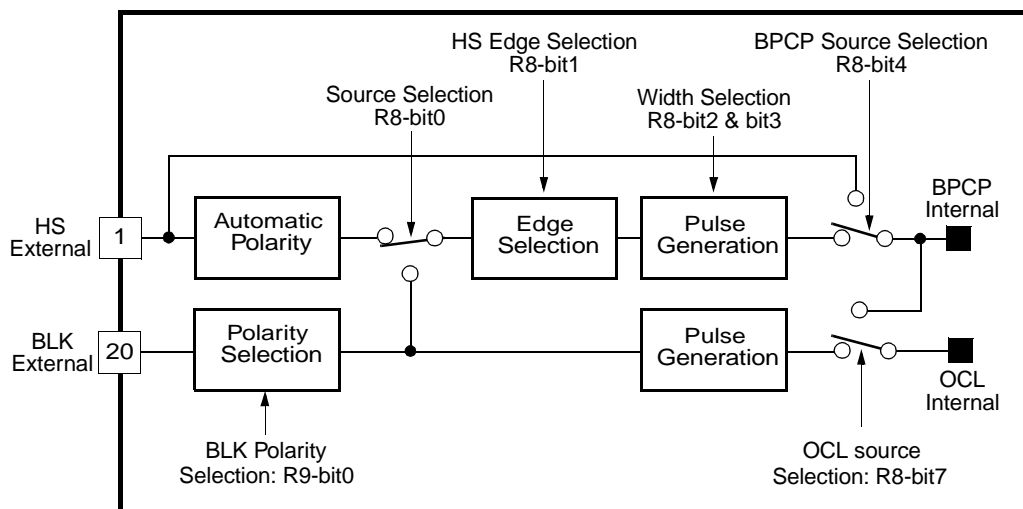 HS Edge Selection
R8-bit1
BPCP Source Selection
R8-bit4
Source Selection
R8-bit0
Width Selection
R8-bit2 & bit3
HS
External
1
Automatic
Polarity
Edge
Selection
Pulse
Generation
BPCP
Internal
BLK
External
20
Polarity
Selection
Pulse
Generation
OCL
Internal
BLK Polarity
Selection: R9-bit0
OCL source
Selection: R8-bit7